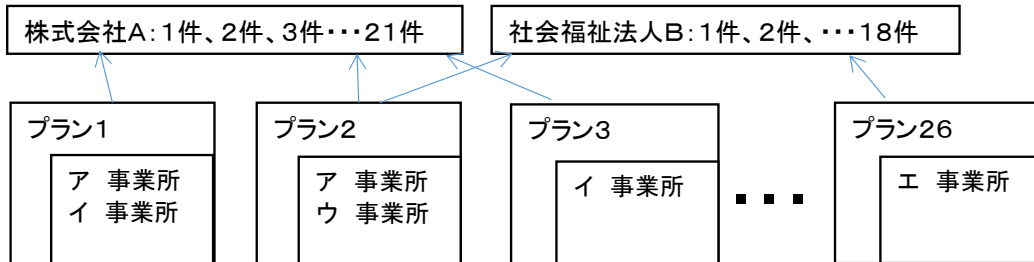 株式会社A：1件、2件、3件・・・21件
社会福祉法人B：1件、2件、・・・18件
プラン1
ア 事業所
イ 事業所
プラン2
ア 事業所
ウ 事業所
プラン3
イ 事業所
・・・
プラン26
エ 事業所